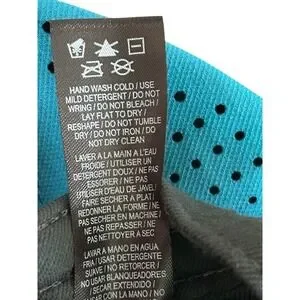 HAND WASH COLD / USE
MILD DETERGENT / DO NOT
WRING / DO NOT BLEACH /
LAY FLAT TO DRY /
RESHAPE / DO NOT TUMBLE
DRY / DO NOT IRON / DO
NOT DRY CLEAN
LAVER A LA MAIN A L'EAU
FROIDE / UTILISER UN
DETERGENT DOUX / NE PAS
ESSORER / NE PAS
UTILISER D'EAU DE JAVEL/
FAIRE SECHER A PLAT /
REDONNER LA FORME / NE
PAS SECHER EN MACHINE /
NE PAS REPASSER / NE PAS
NETTOYER A SEC
LAVAR A MANO EN AGUA
FRIA / USAR DETERGENTE
SUAVE / NO RETORCER /
NO USAR BLANQUEADORES